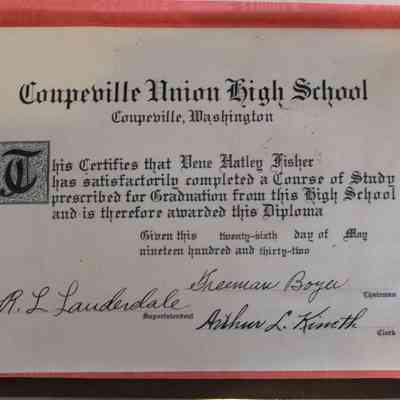 Coupeville Union High School
Coupeville, Washington
This Certifies that Vene Hatley Fisher
has satisfactorily completed a Course of Study
prescribed for Graduation from this High School
and is therefore awarded this Diploma
Given this twenty-sixth day of May
nineteen hundred and thirty-two
Freeman Boyer
Chairman
R. L. Lauderdale
Superintendent
Arthur L. Kineth
Clerk